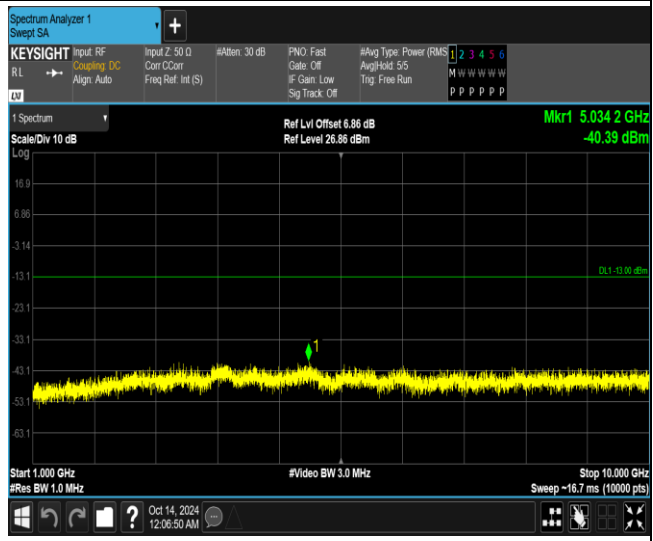 Spectrum Analyzer 1
Swept SA
+
KEYSIGHT
RL
LXI
Input: RF
Coupling: DC
Align: Auto
Input Z: 50 Ω
Corr CCorr
Freq Ref: Int (S)
#Atten: 30 dB
PNO: Fast
Gate: Off
IF Gain: Low
Sig Track: Off
#Avg Type: Power (RMS
Avg|Hold: 5/5
Trig: Free Run
1 2 3 4 5 6
M W W W W W
P P P P P P
1 Spectrum
Scale/Div 10 dB
Log
Ref Lvl Offset 6.86 dB
Ref Level 26.86 dBm
Mkr1 5.034 2 GHz
-40.39 dBm
16.9
6.86
-3.14
-13.1
DL1 -13.00 dBm
-23.1
-33.1
1
-43.1
-53.1
-63.1
Start 1.000 GHz
#Res BW 1.0 MHz
#Video BW 3.0 MHz
Stop 10.000 GHz
Sweep ~16.7 ms (10000 pts)
?
Oct 14, 2024
12:06:50 AM